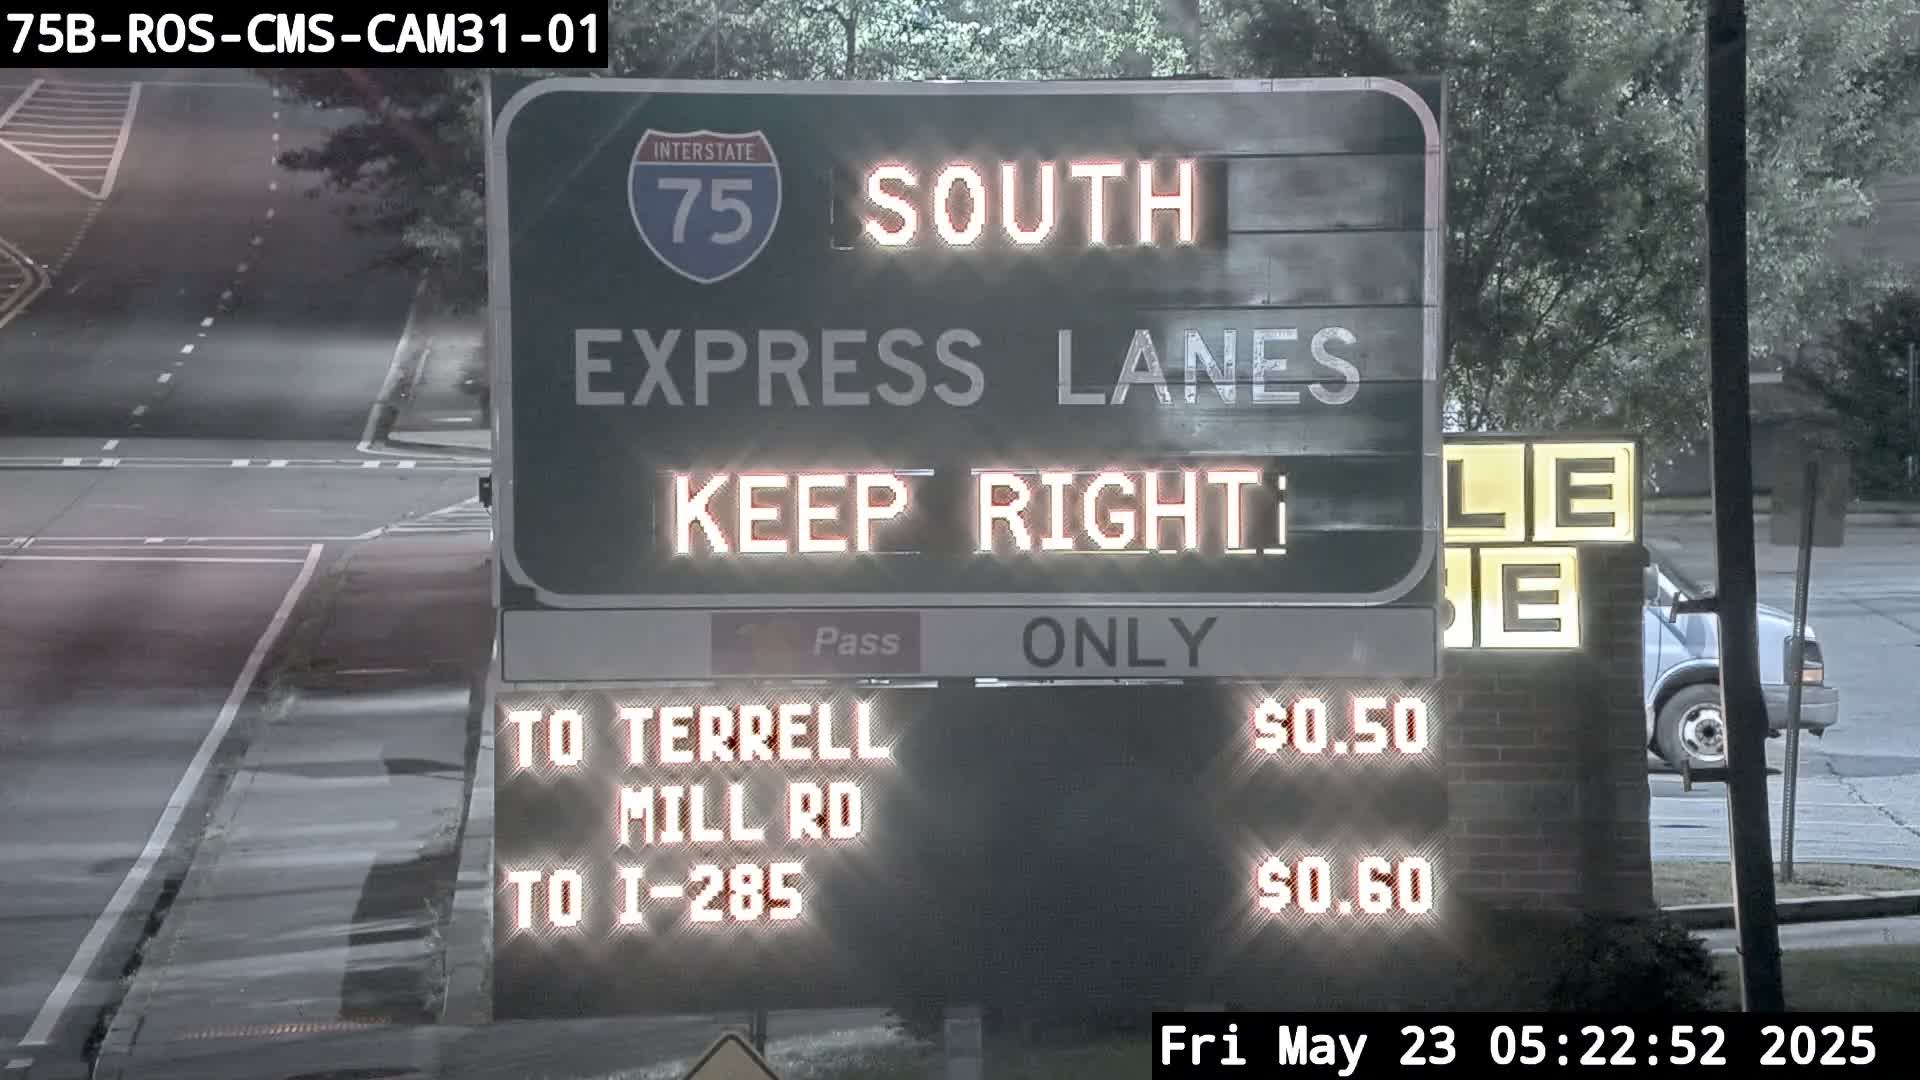 75B-ROS-CMS-CAM31-01
INTERSTATE
75
SOUTH
EXPRESS LANES
KEEP RIGHT
Pass ONLY
TO TERRELL $0.50
MILL RD
TO I-285 $0.60
LE
E
Fri May 23 05:22:52 2025